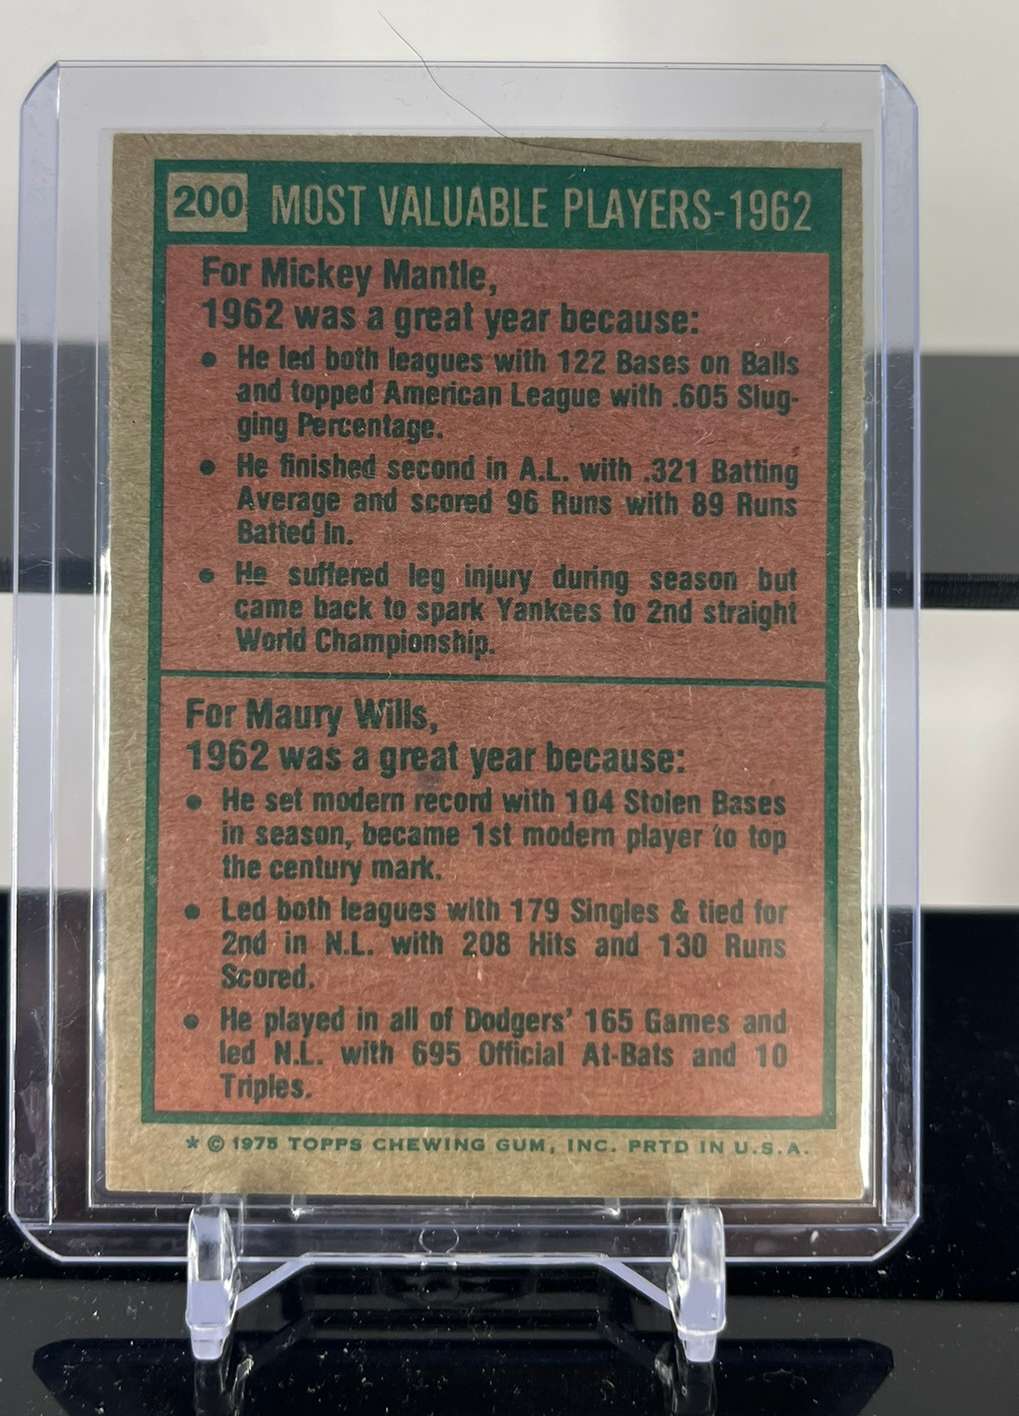 200 MOST VALUABLE PLAYERS-1962
For Mickey Mantle,
1962 was a great year because:
• He led both leagues with 122 Bases on Balls
and topped American League with .605 Slug-
ging Percentage.
• He finished second in A.L. with .321 Batting
Average and scored 96 Runs with 89 Runs
Batted In.
• He suffered leg injury during season but
came back to spark Yankees to 2nd straight
World Championship.
For Maury Wills,
1962 was a great year because:
• He set modern record with 104 Stolen Bases
in season, became 1st modern player to top
the century mark.
• Led both leagues with 179 Singles & tied for
2nd in N.L. with 208 Hits and 130 Runs
Scored.
• He played in all of Dodgers' 165 Games and
led N.L. with 695 Official At-Bats and 10
Triples.
* © 1975 TOPPS CHEWING GUM, INC. PRTD IN U.S.A.